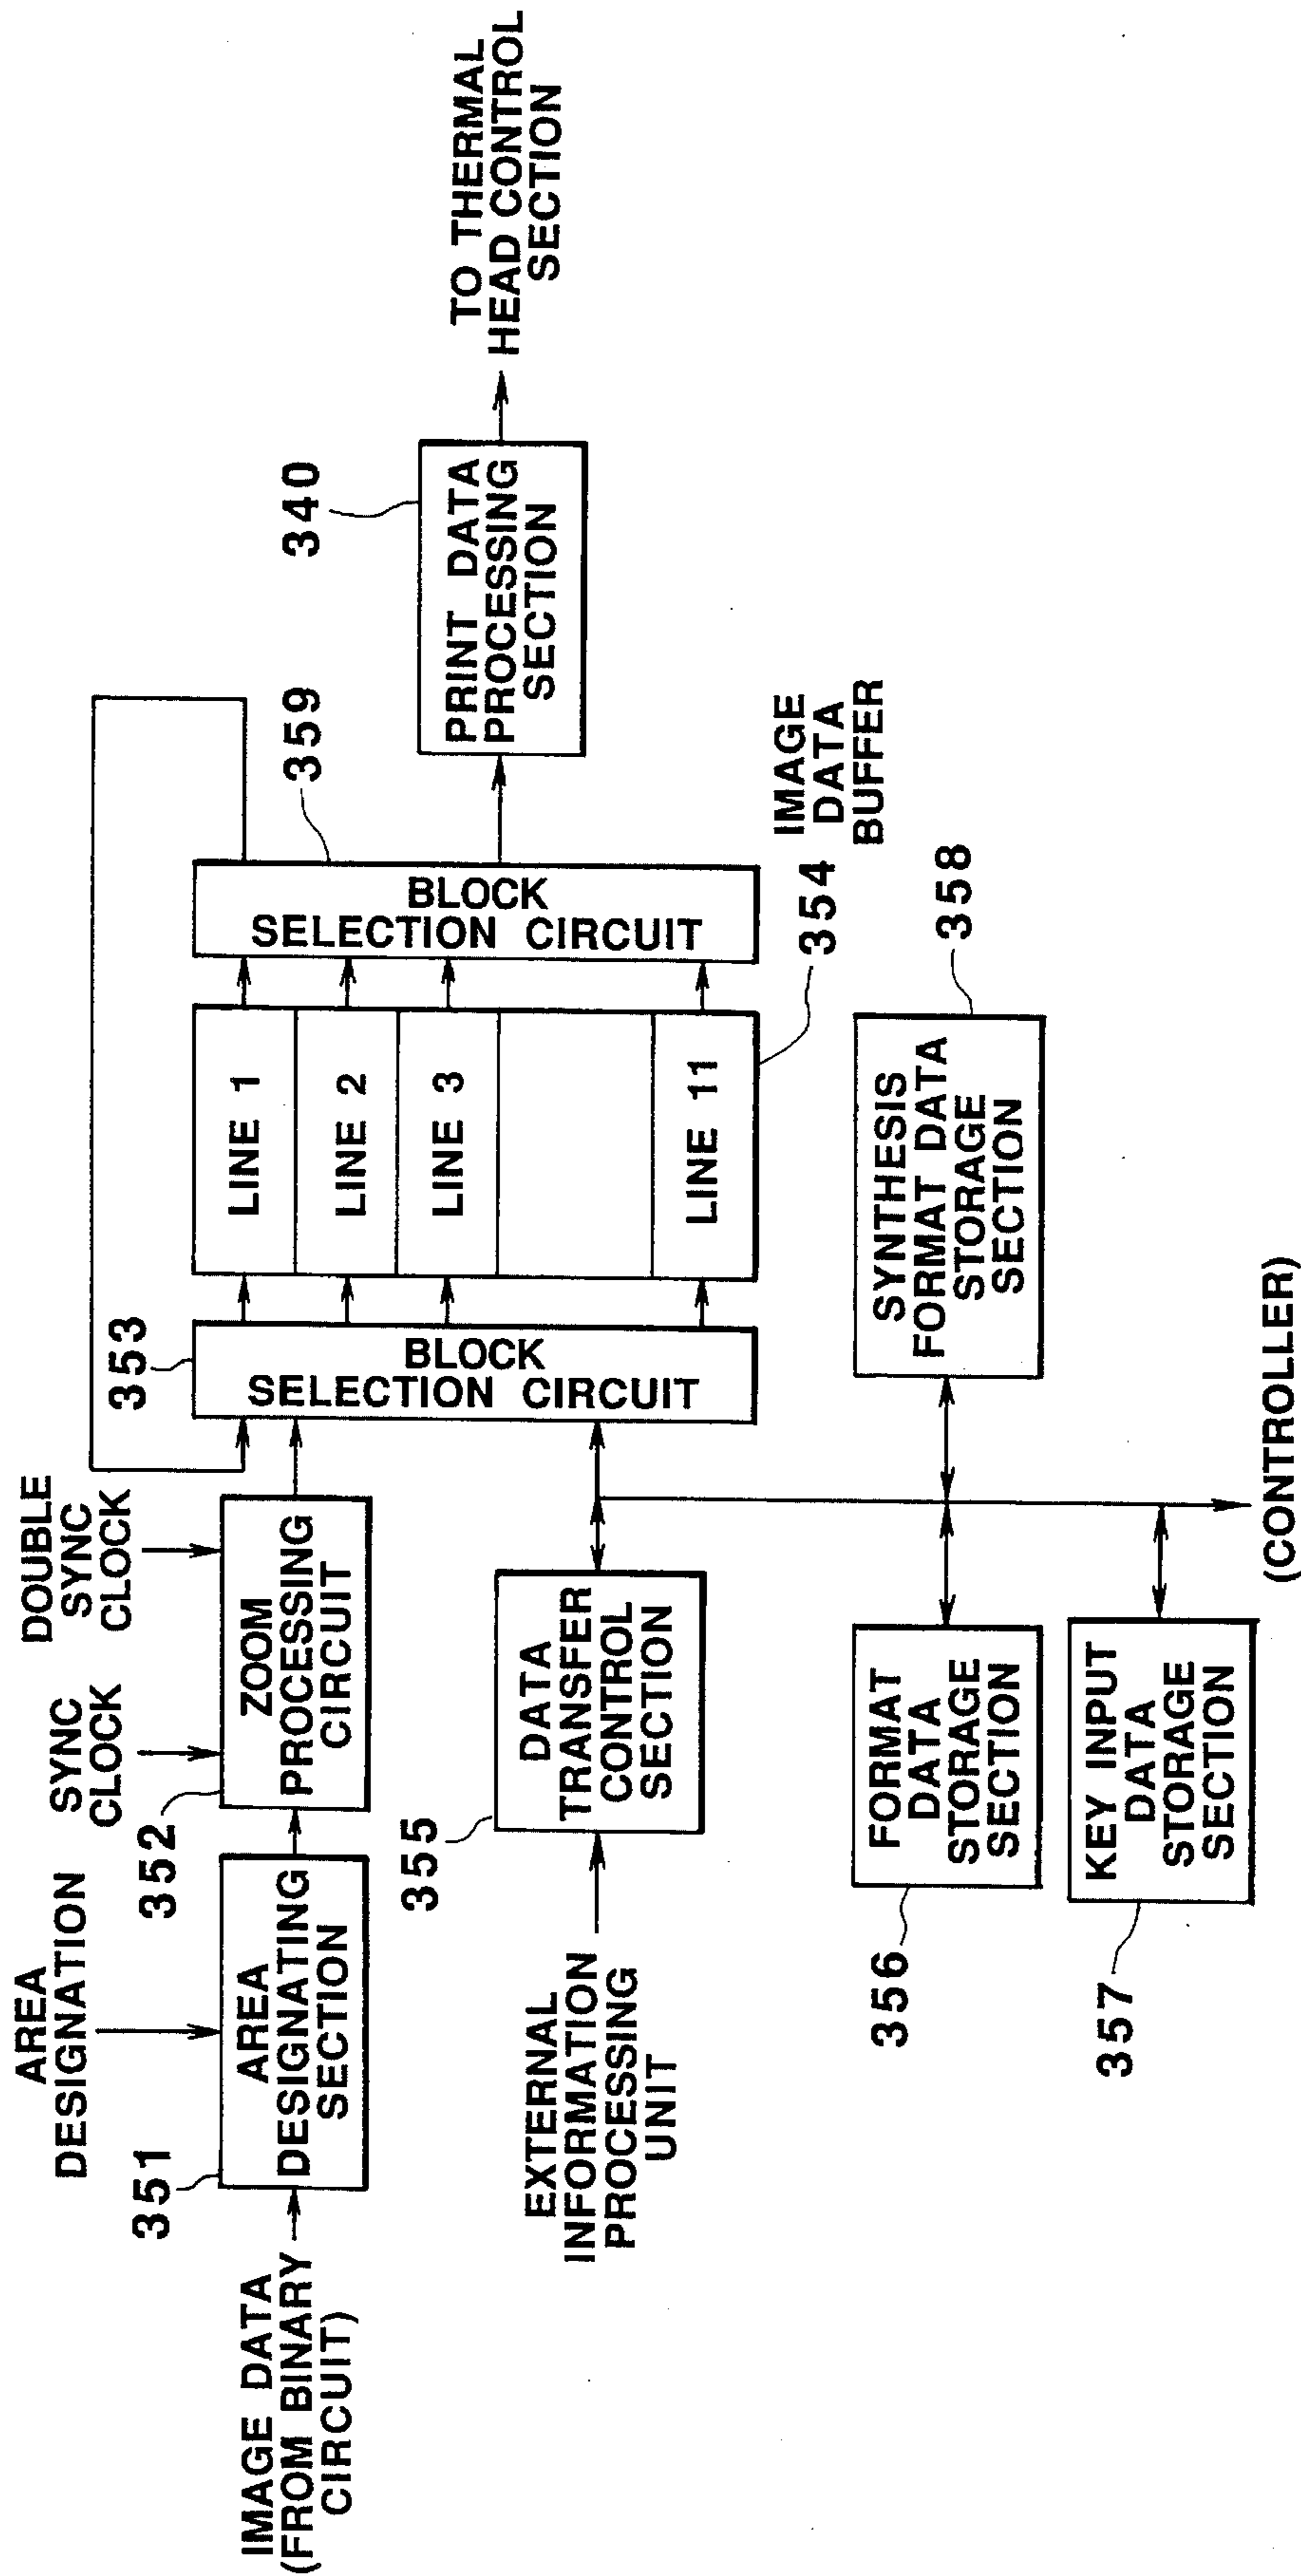 IMAGE DATA
(FROM BINARY
CIRCUIT)
AREA
DESIGNATION
351
AREA
DESIGNATING
SECTION
SYNC
CLOCK
DOUBLE
SYNC
CLOCK
352
ZOOM
PROCESSING
CIRCUIT
353
BLOCK
SELECTION CIRCUIT
LINE 1
LINE 2
LINE 3
LINE 11
354
IMAGE
DATA
BUFFER
359
BLOCK
SELECTION CIRCUIT
340
PRINT DATA
PROCESSING
SECTION
TO THERMAL
HEAD CONTROL
SECTION
EXTERNAL
INFORMATION
PROCESSING
UNIT
355
DATA
TRANSFER
CONTROL
SECTION
356
FORMAT
DATA
STORAGE
SECTION
357
KEY INPUT
DATA
STORAGE
SECTION
358
SYNTHESIS
FORMAT DATA
STORAGE
SECTION
(CONTROLLER)